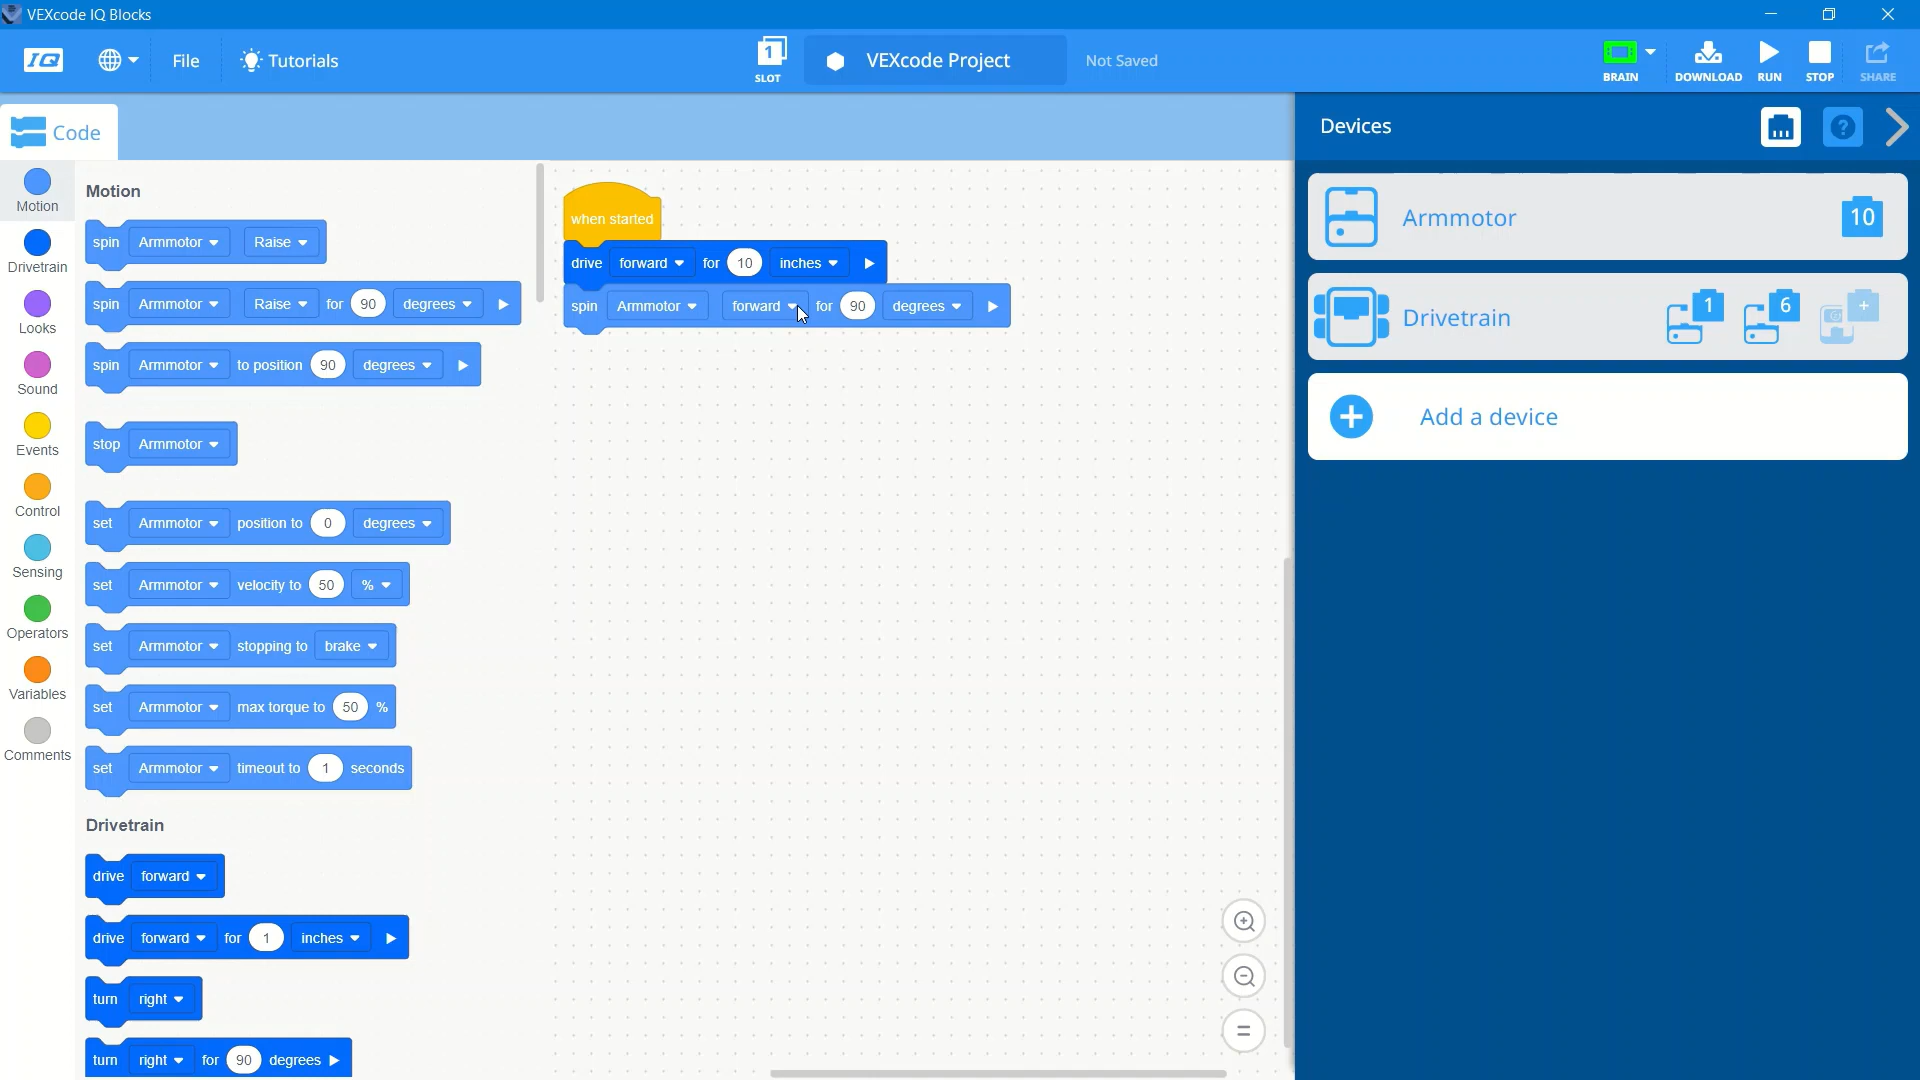 VEXcode IQ Blocks
IQ
File
Tutorials
1
SLOT
VEXcode Project
Not Saved
BRAIN
DOWNLOAD
RUN
STOP
SHARE
Code
Devices
?
Motion
Drivetrain
Looks
Sound
Events
Control
Sensing
Operators
Variables
Comments
Motion
spin Armmotor Raise
spin Armmotor Raise for 90 degrees
spin Armmotor to position 90 degrees
stop Armmotor
set Armmotor position to 0 degrees
set Armmotor velocity to 50 %
set Armmotor stopping to brake
set Armmotor max torque to 50 %
set Armmotor timeout to 1 seconds
Drivetrain
drive forward
drive forward for 1 inches
turn right
turn right for 90 degrees
when started
drive forward for 10 inches
spin Armmotor forward for 90 degrees
Armmotor 10
Drivetrain 1 6 +
+ Add a device